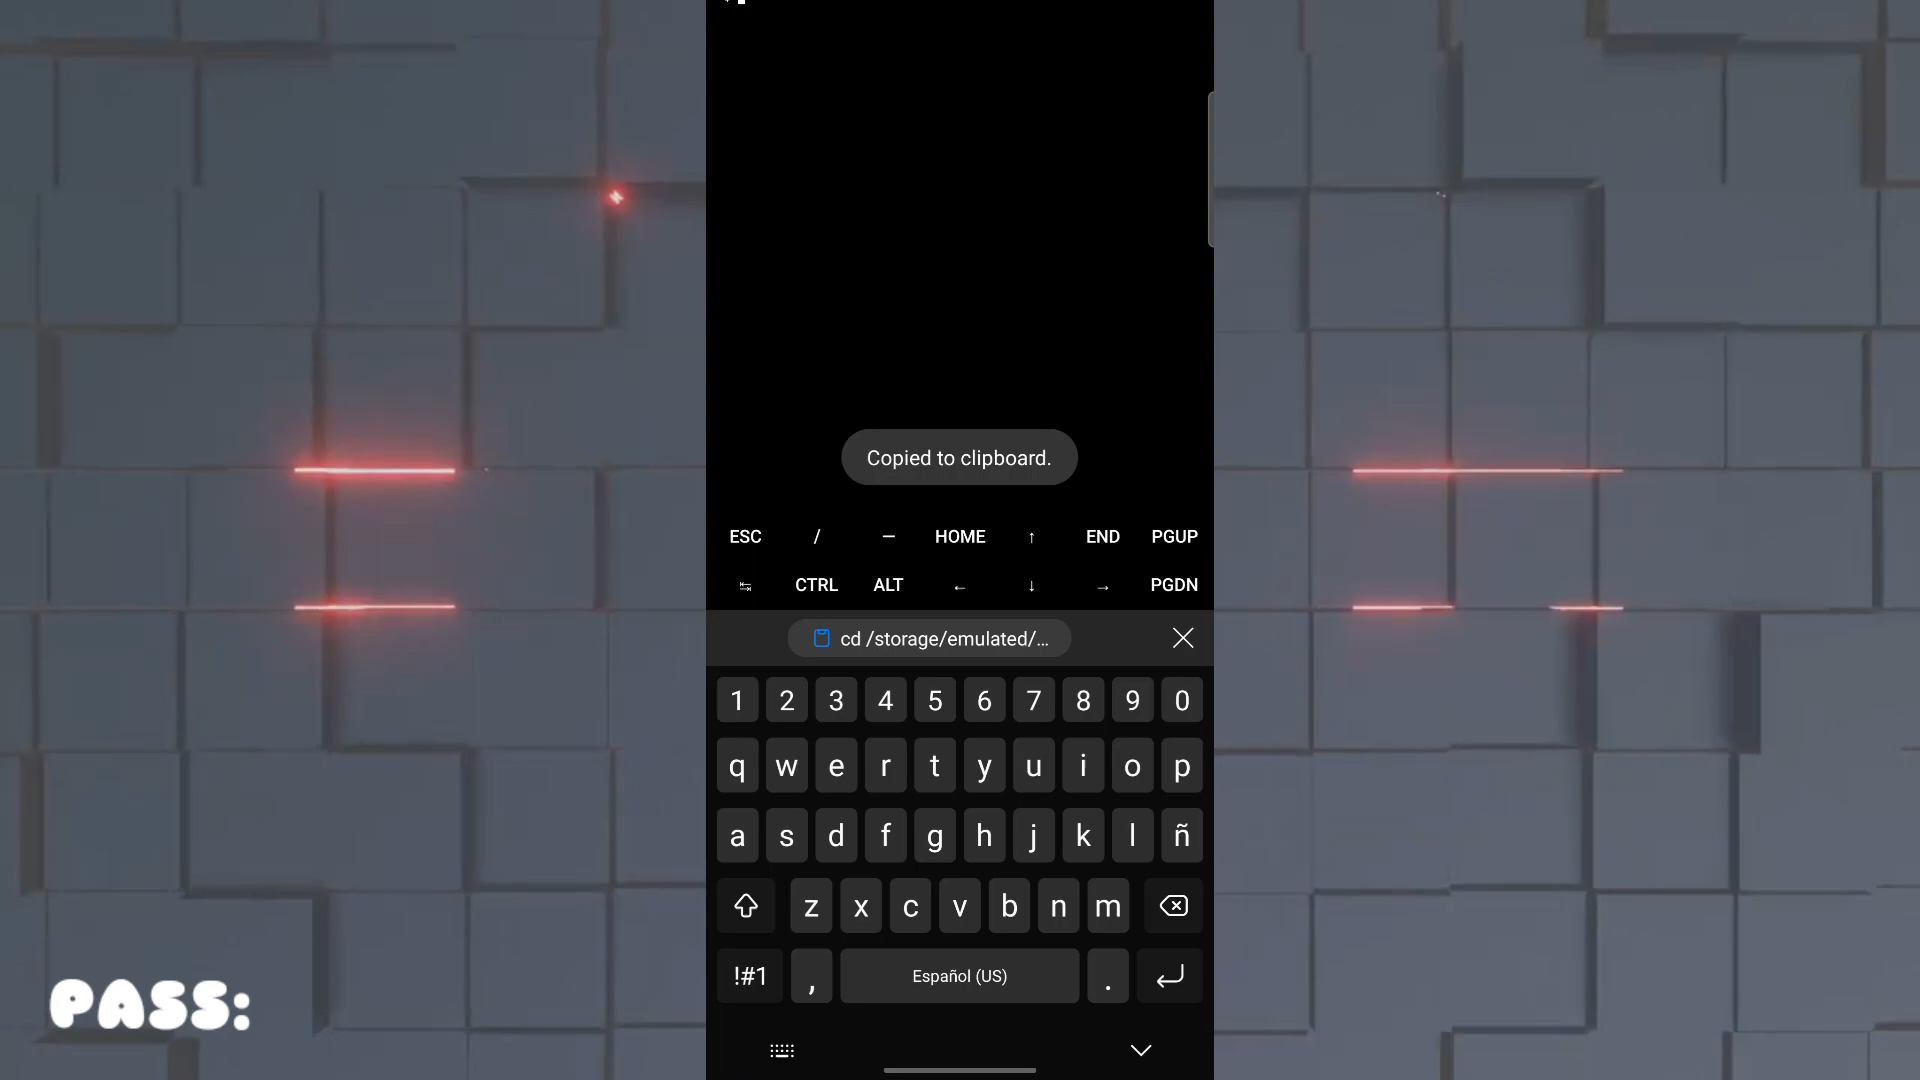 Copied to clipboard.
ESC / — HOME ↑ END PGUP
↹ CTRL ALT ← ↓ → PGDN
cd /storage/emulated/...
1 2 3 4 5 6 7 8 9 0
q w e r t y u i o p
a s d f g h j k l ñ
z x c v b n m
!#1 , Español (US) .
PASS: